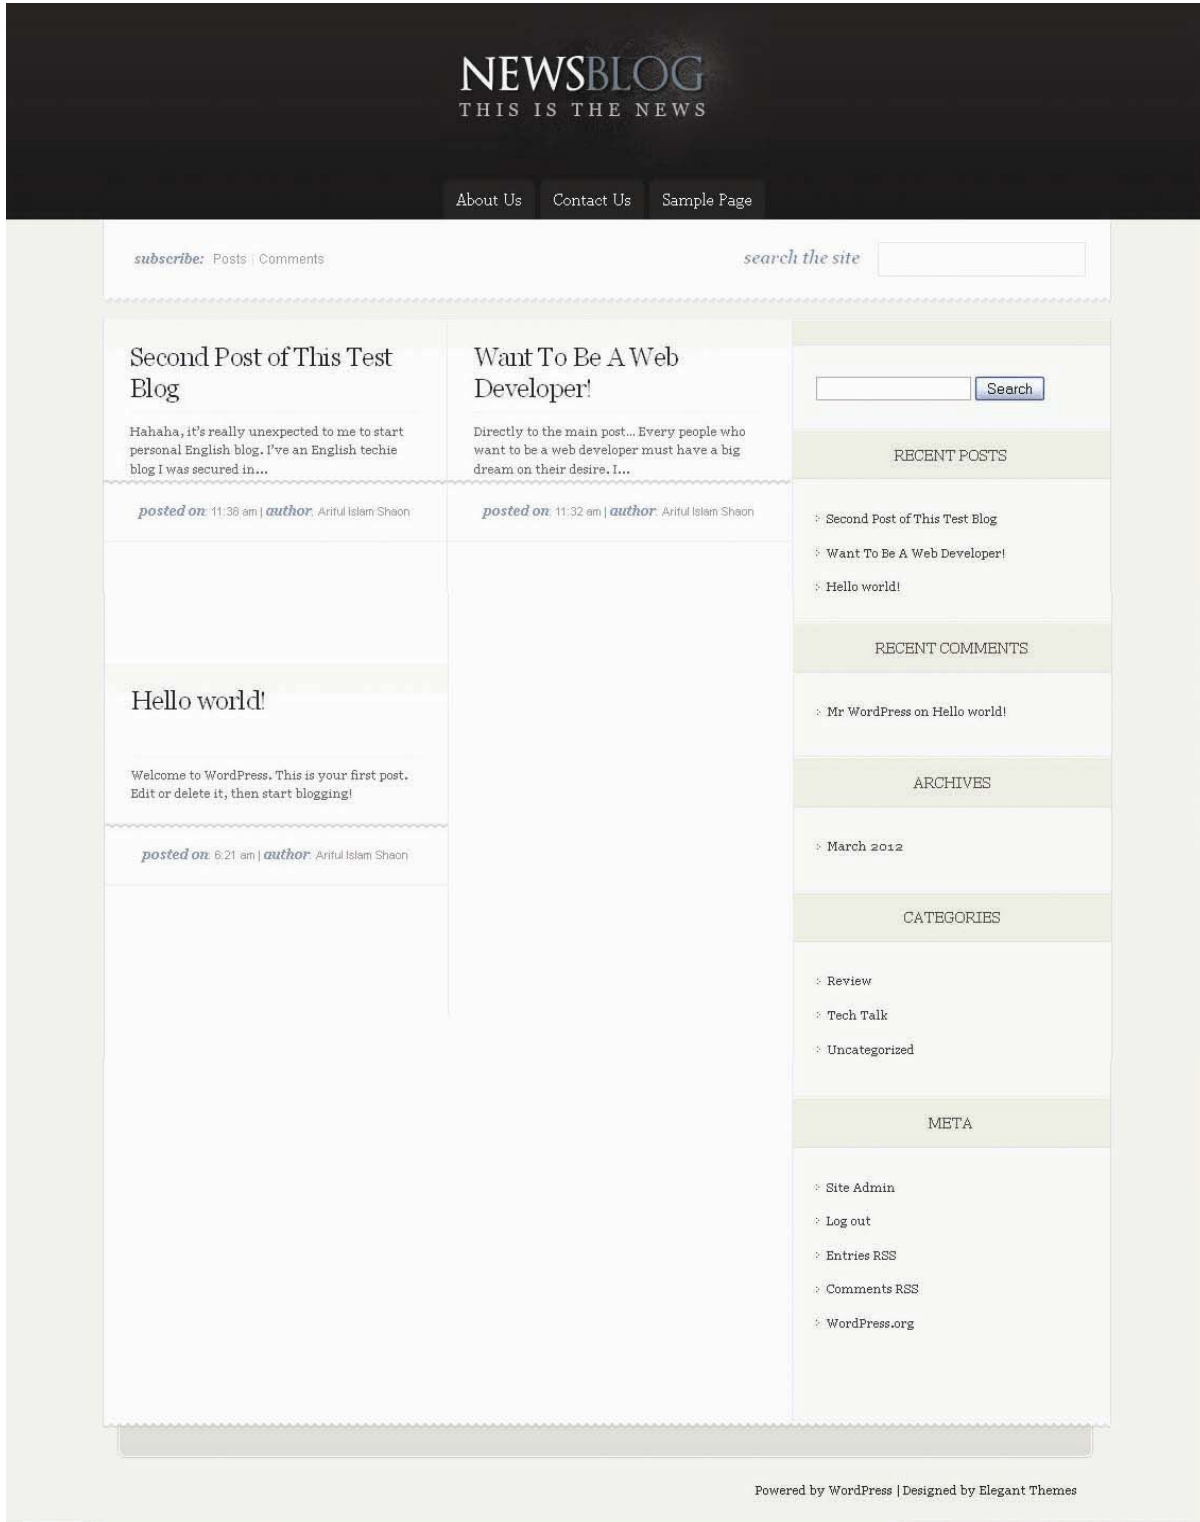 NEWSBLOG
THIS IS THE NEWS
About Us Contact Us Sample Page
subscribe: Posts | Comments
search the site
Second Post of This Test
Blog
Hahaha, it's really unexpected to me to start
personal English blog. I've an English techie
blog I was secured in...
posted on: 11:38 am | author: Ariful Islam Shaon
Want To Be A Web
Developer!
Directly to the main post... Every people who
want to be a web developer must have a big
dream on their desire. I...
posted on: 11:32 am | author: Ariful Islam Shaon
Hello world!
Welcome to WordPress. This is your first post.
Edit or delete it, then start blogging!
posted on: 6:21 am | author: Ariful Islam Shaon
Search
RECENT POSTS
Second Post of This Test Blog
Want To Be A Web Developer!
Hello world!
RECENT COMMENTS
Mr WordPress on Hello world!
ARCHIVES
March 2012
CATEGORIES
Review
Tech Talk
Uncategorized
META
Site Admin
Log out
Entries RSS
Comments RSS
WordPress.org
Powered by WordPress | Designed by Elegant Themes